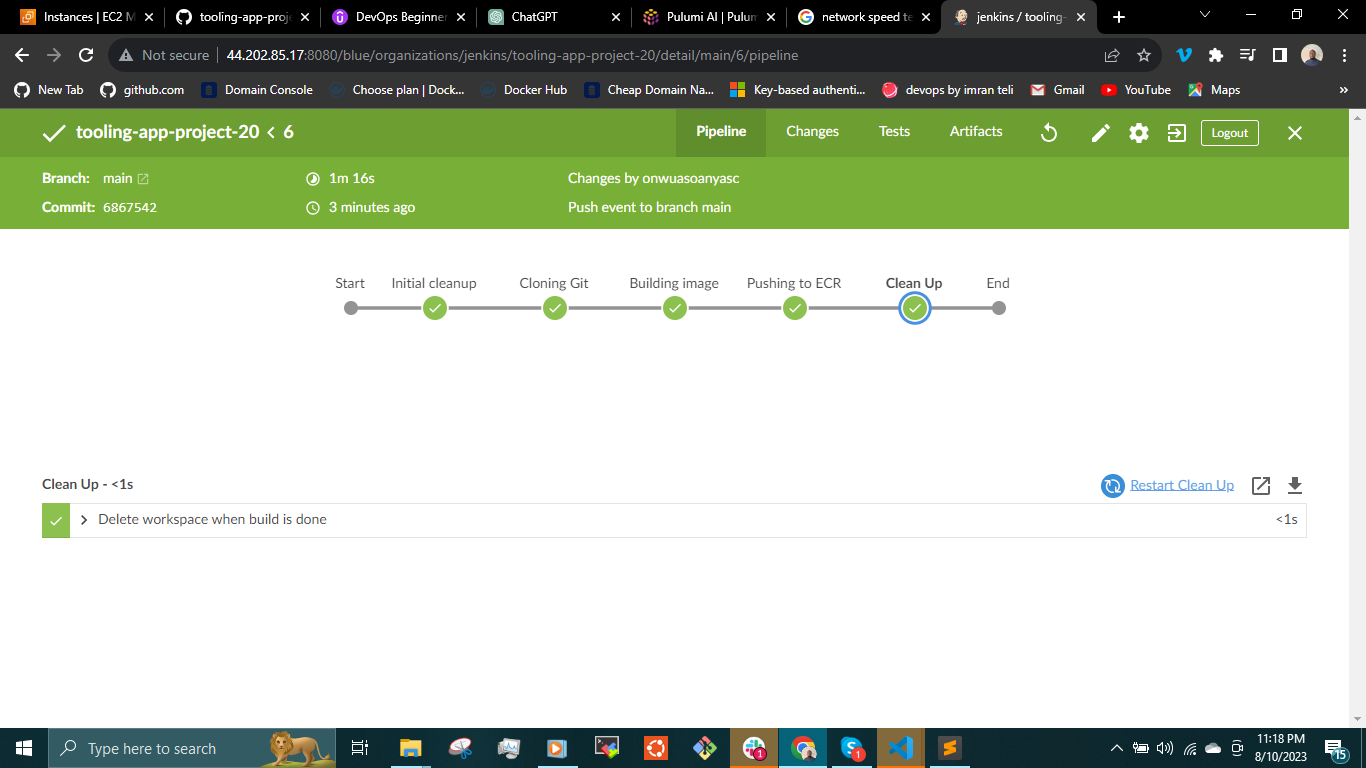 Instances | EC2 M
tooling-app-proje
DevOps Beginner
ChatGPT
Pulumi AI | Pulum
network speed te
jenkins / tooling-
Not secure
44.202.85.17:8080/blue/organizations/jenkins/tooling-app-project-20/detail/main/6/pipeline
New Tab
github.com
Domain Console
Choose plan | Dock...
Docker Hub
Cheap Domain Na...
Key-based authenti...
devops by imran teli
Gmail
YouTube
Maps
»
tooling-app-project-20 < 6
Pipeline
Changes
Tests
Artifacts
Logout
Branch: main
1m 16s
Changes by onwuasoanyasc
Commit: 6867542
3 minutes ago
Push event to branch main
Start
Initial cleanup
Cloning Git
Building image
Pushing to ECR
Clean Up
End
Clean Up - <1s
Restart Clean Up
Delete workspace when build is done
<1s
Type here to search
1
1
11:18 PM
8/10/2023
15